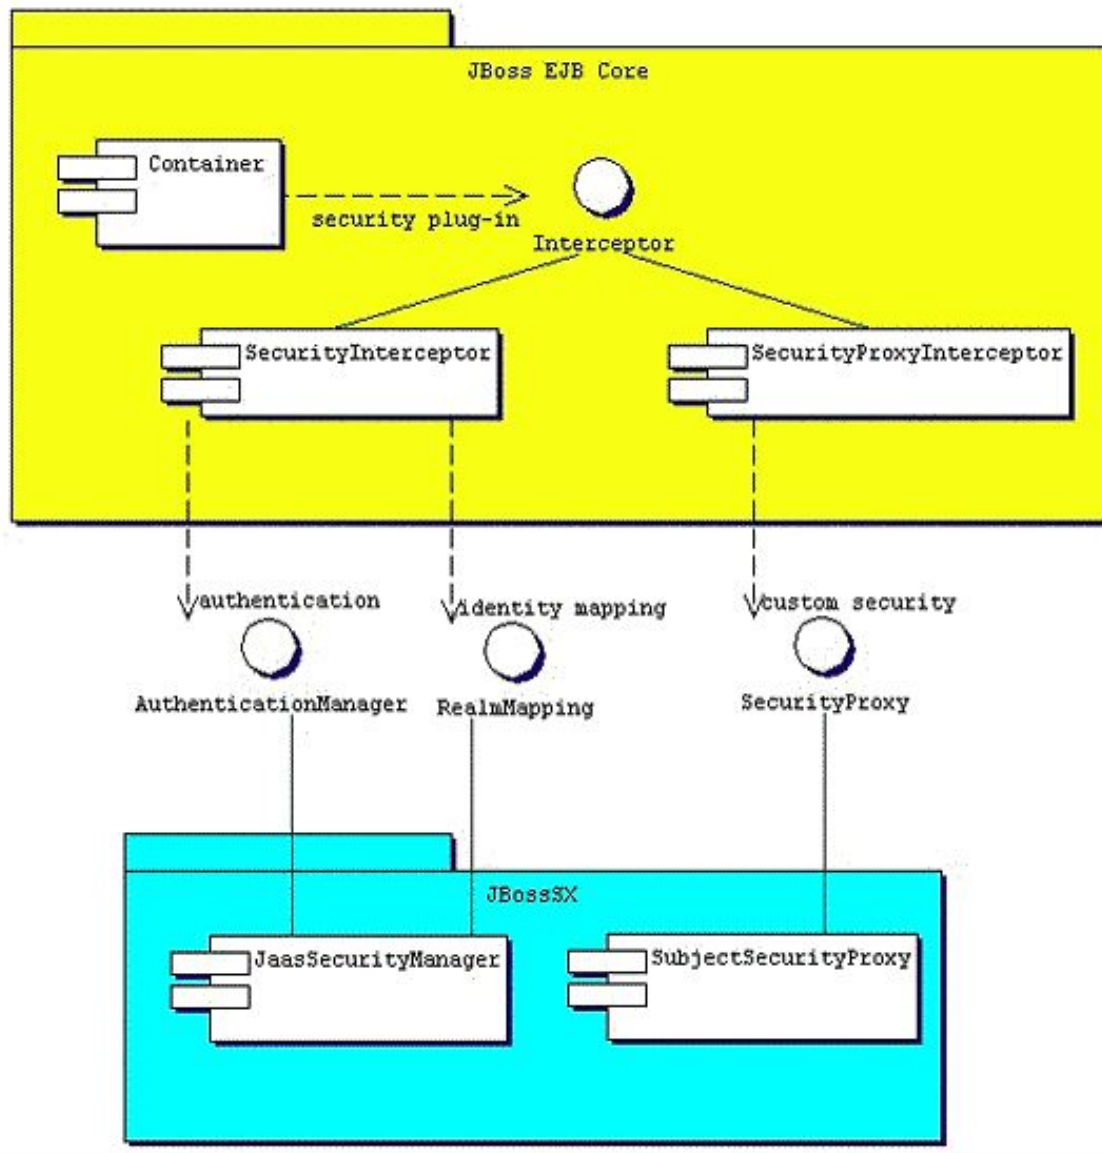 JBoss EJB Core
Container
security plug-in
Interceptor
SecurityInterceptor
SecurityProxyInterceptor
authentication
identity mapping
custom security
AuthenticationManager
RealmMapping
SecurityProxy
JBossSX
JaasSecurityManager
SubjectSecurityProxy